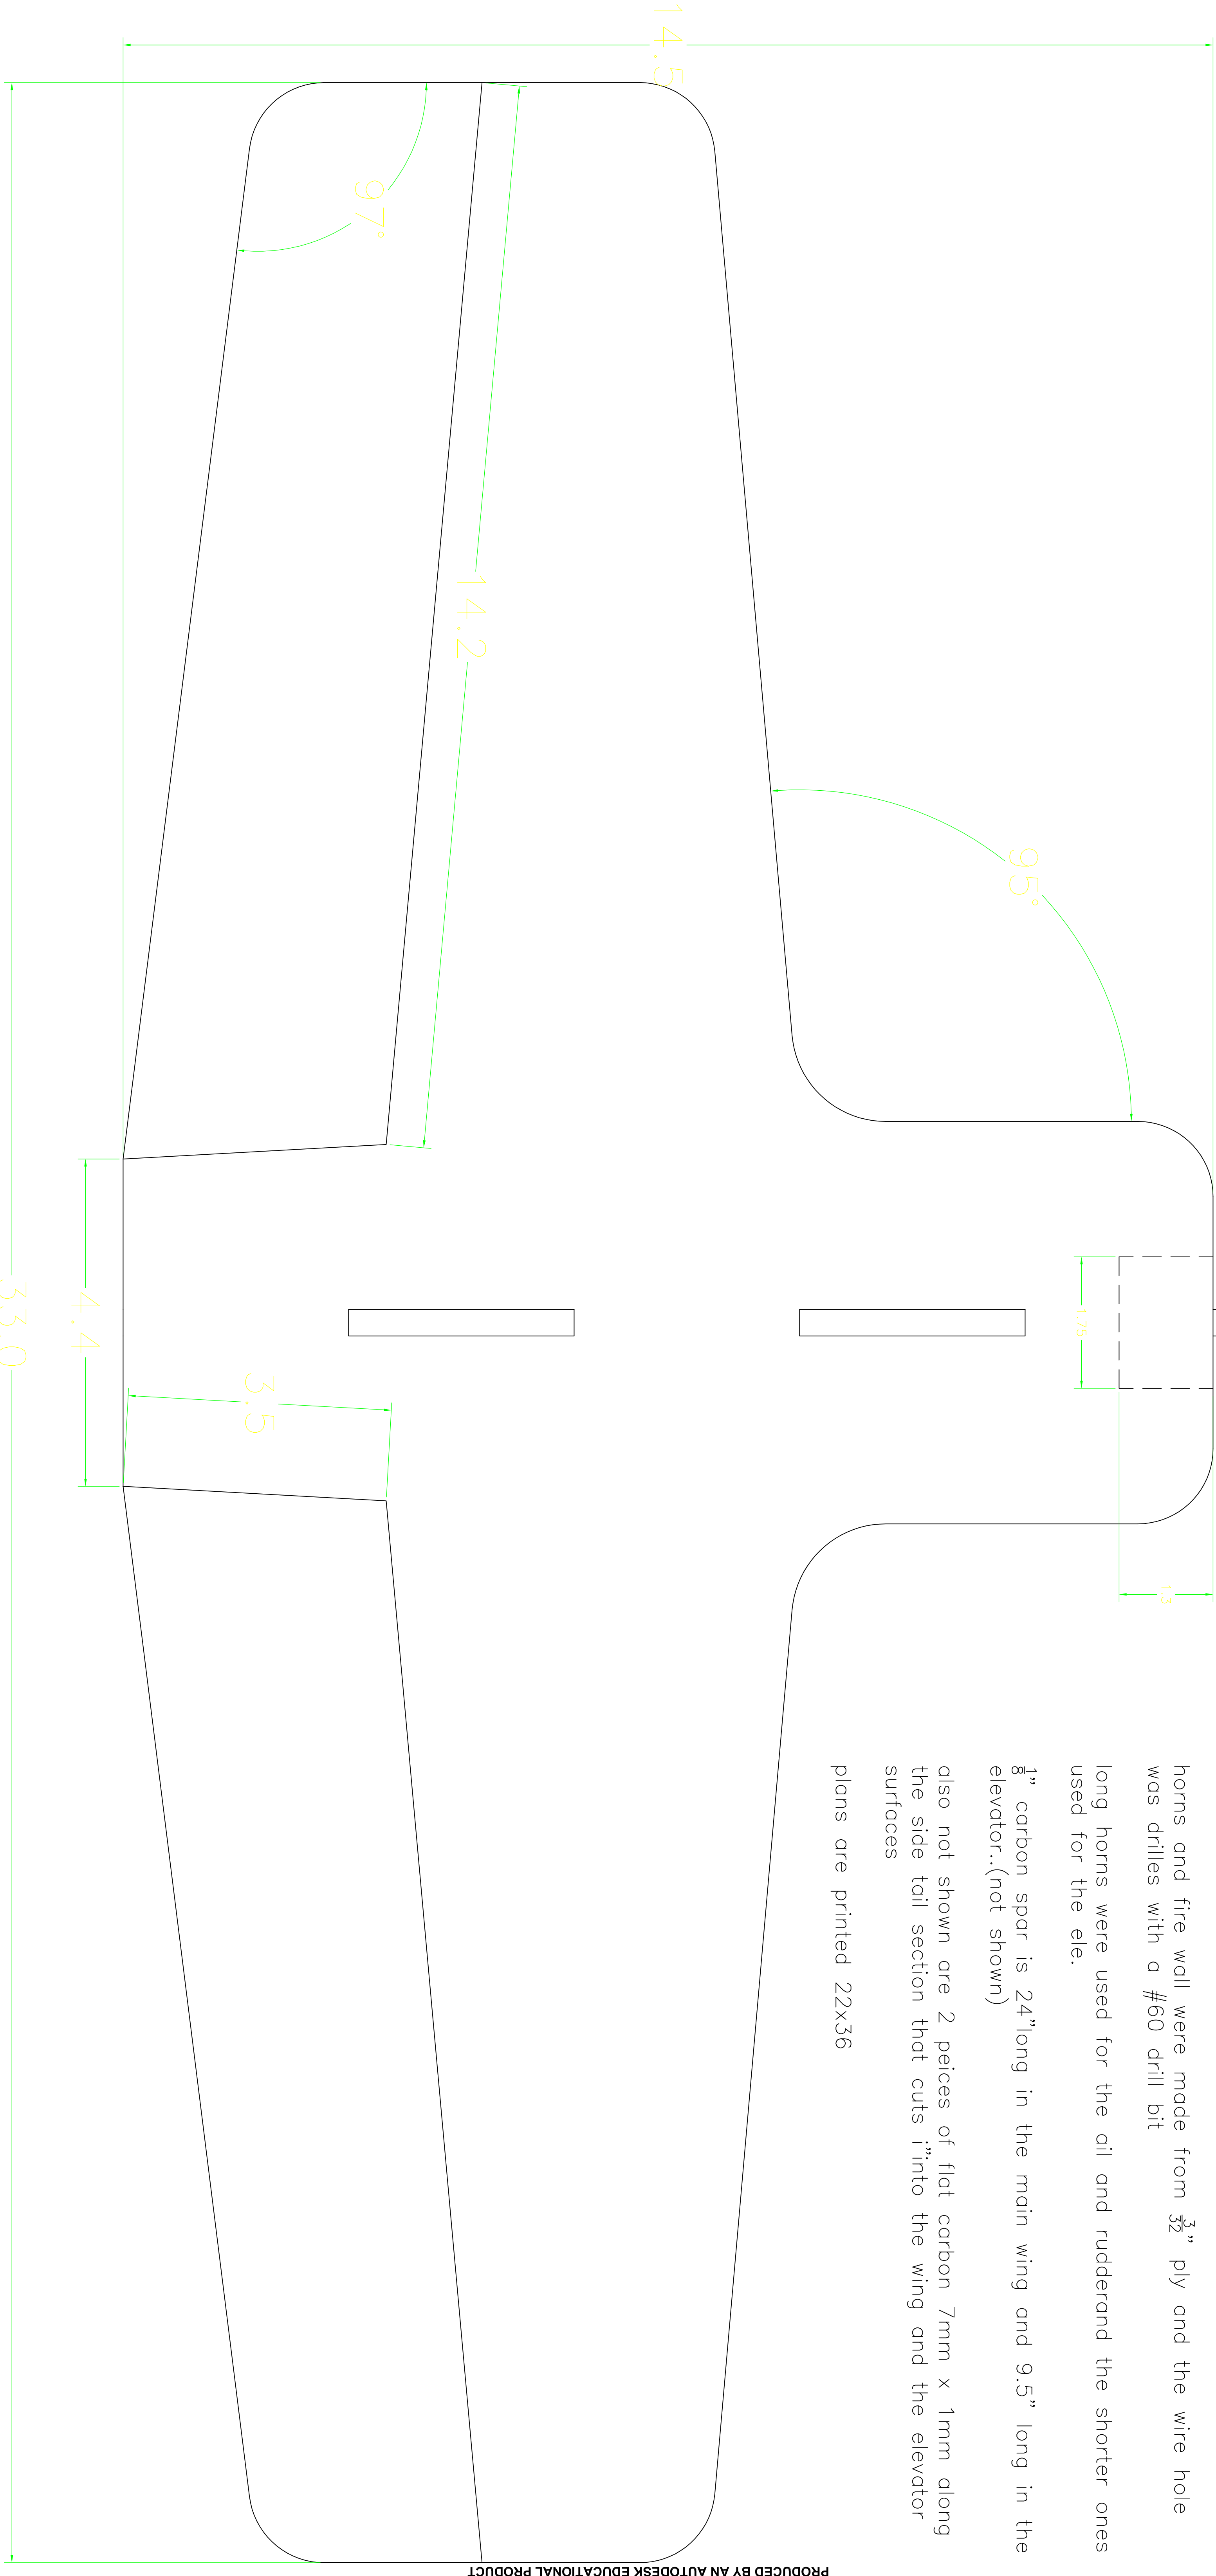 horns and fire wall were made from 3/32” ply and the wire hole
was drilles with a #60 drill bit
long horns were used for the ail and rudderand the shorter ones
used for the ele.
1/8” carbon spar is 24”long in the main wing and 9.5” long in the
elevator..(not shown)
also not shown are 2 peices of flat carbon 7mm x 1mm along
the side tail section that cuts i”into the wing and the elevator
surfaces
plans are printed 22x36
14.5
97°
14.2
95°
1.75
1.3
4.4
3.5
33.0
PRODUCED BY AN AUTODESK EDUCATIONAL PRODUCT